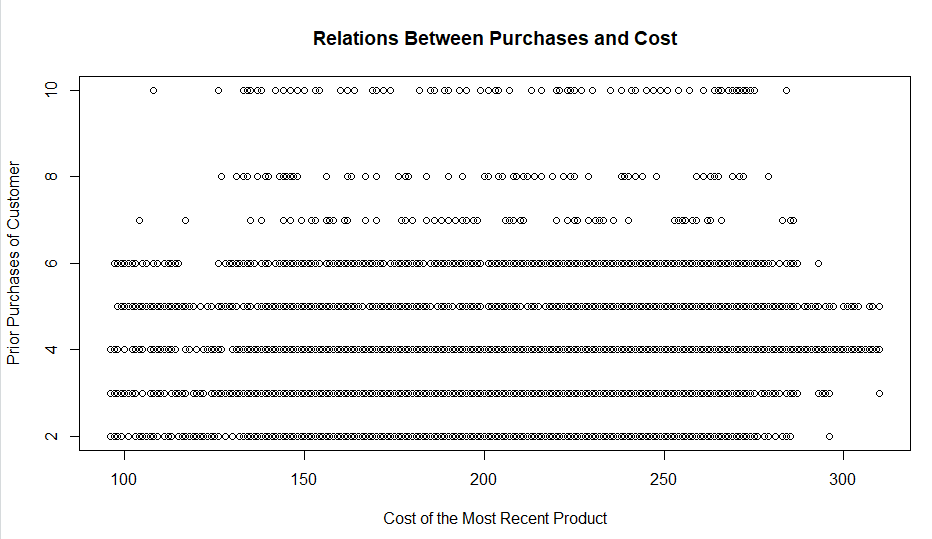 Relations Between Purchases and Cost
Prior Purchases of Customer
10
8
6
4
2
100 150 200 250 300
Cost of the Most Recent Product